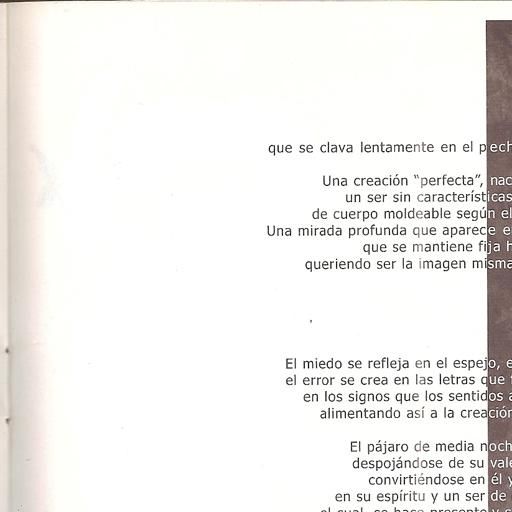 que se clava lentamente en el pech
Una creación "perfecta", nac
un ser sin características
de cuerpo moldeable según el
Una mirada profunda que aparece e
que se mantiene fija h
queriendo ser la imagen misma
El miedo se refleja en el espejo, e
el error se crea en las letras que
en los signos que los sentidos a
alimentando así a la creación
El pájaro de media noch
despojándose de su vale
convirtiéndose en él y
en su espíritu y un ser de
el cual, se hace presente y s